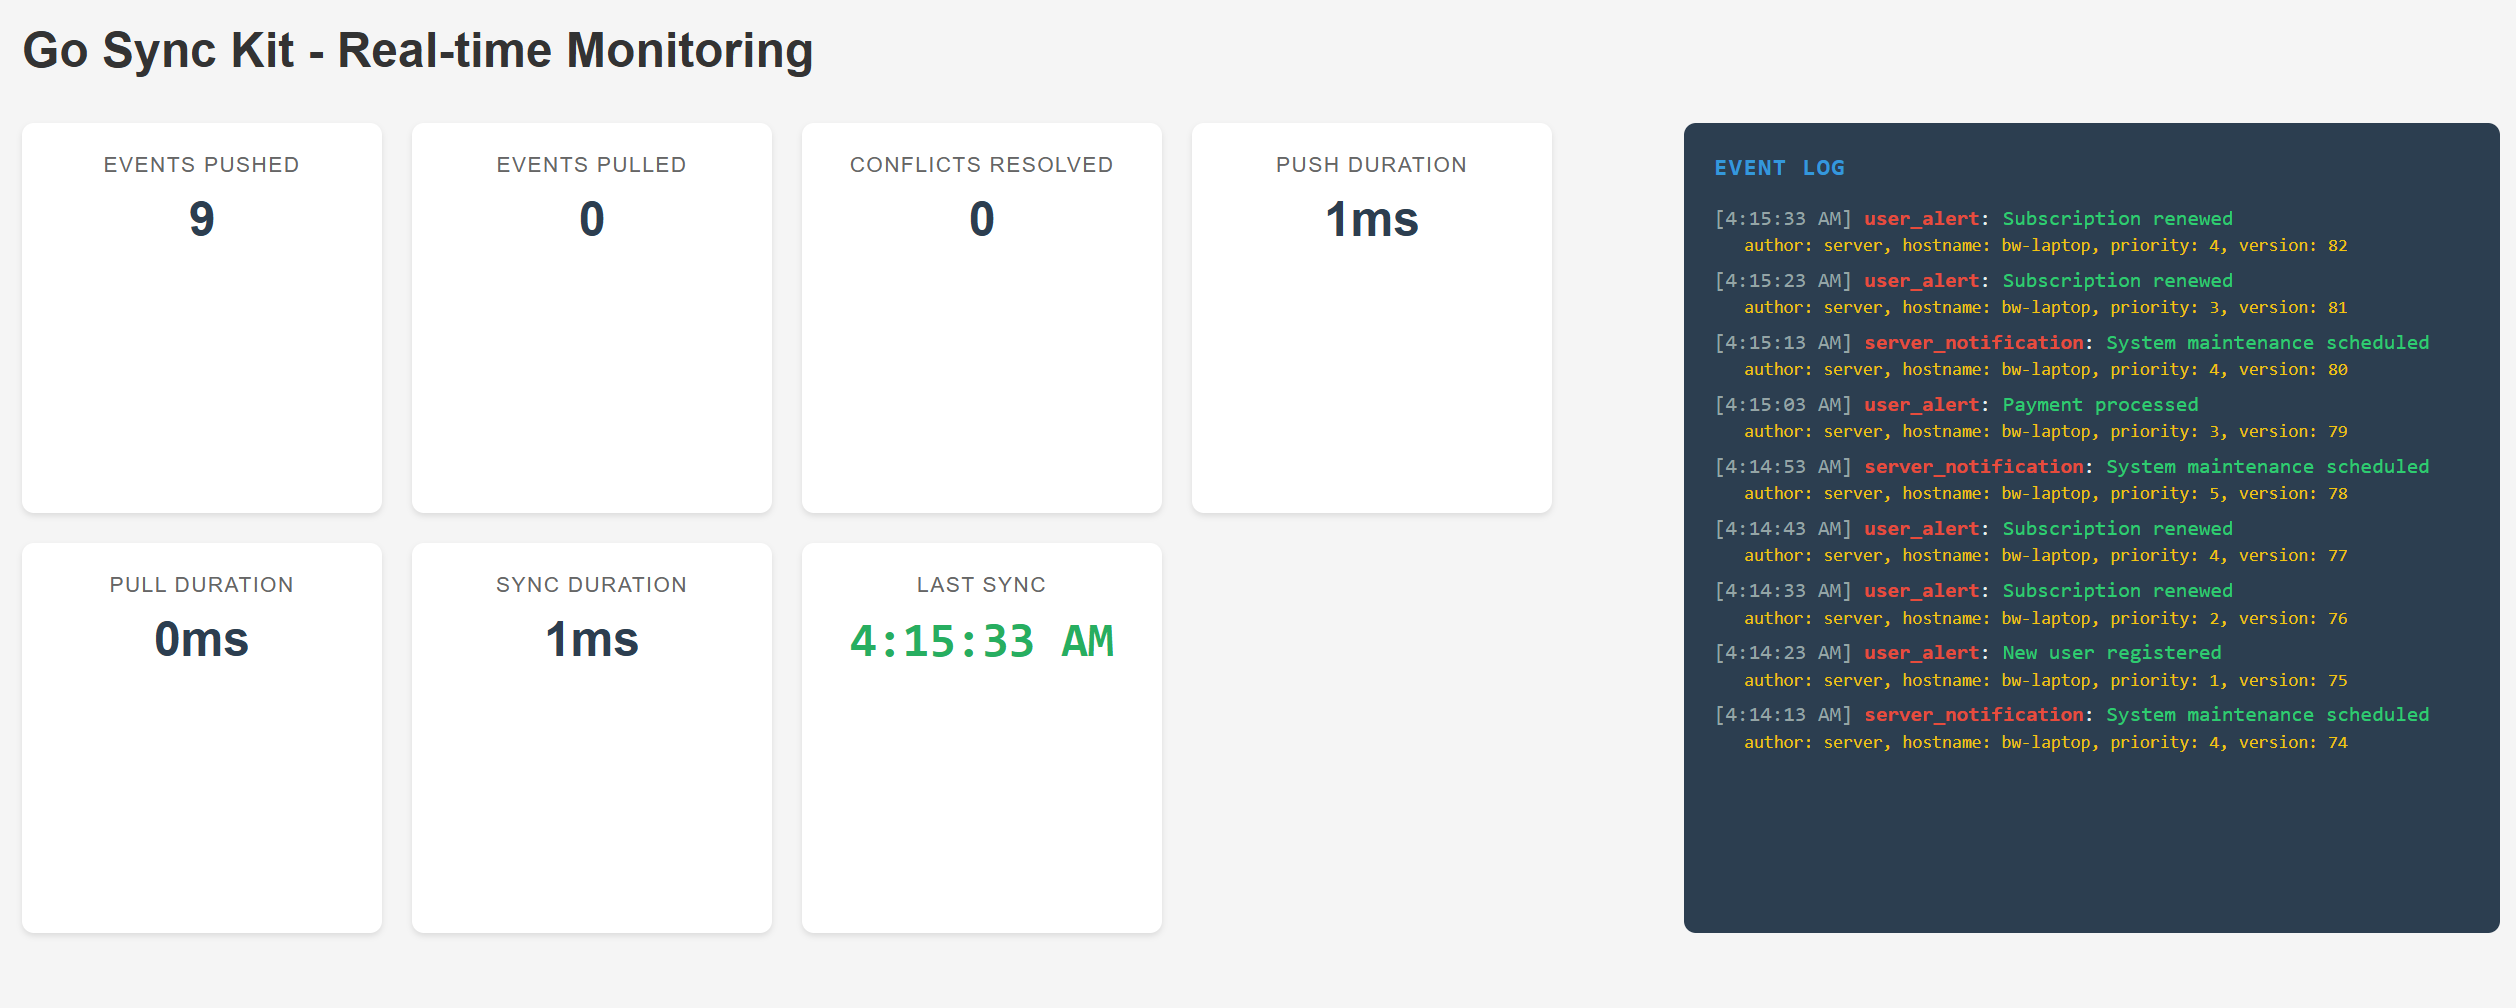 Go Sync Kit - Real-time Monitoring
EVENTS PUSHED
9
EVENTS PULLED
0
CONFLICTS RESOLVED
0
PUSH DURATION
1ms
PULL DURATION
0ms
SYNC DURATION
1ms
LAST SYNC
4:15:33 AM
EVENT LOG
[4:15:33 AM] user_alert: Subscription renewed
author: server, hostname: bw-laptop, priority: 4, version: 82
[4:15:23 AM] user_alert: Subscription renewed
author: server, hostname: bw-laptop, priority: 3, version: 81
[4:15:13 AM] server_notification: System maintenance scheduled
author: server, hostname: bw-laptop, priority: 4, version: 80
[4:15:03 AM] user_alert: Payment processed
author: server, hostname: bw-laptop, priority: 3, version: 79
[4:14:53 AM] server_notification: System maintenance scheduled
author: server, hostname: bw-laptop, priority: 5, version: 78
[4:14:43 AM] user_alert: Subscription renewed
author: server, hostname: bw-laptop, priority: 4, version: 77
[4:14:33 AM] user_alert: Subscription renewed
author: server, hostname: bw-laptop, priority: 2, version: 76
[4:14:23 AM] user_alert: New user registered
author: server, hostname: bw-laptop, priority: 1, version: 75
[4:14:13 AM] server_notification: System maintenance scheduled
author: server, hostname: bw-laptop, priority: 4, version: 74